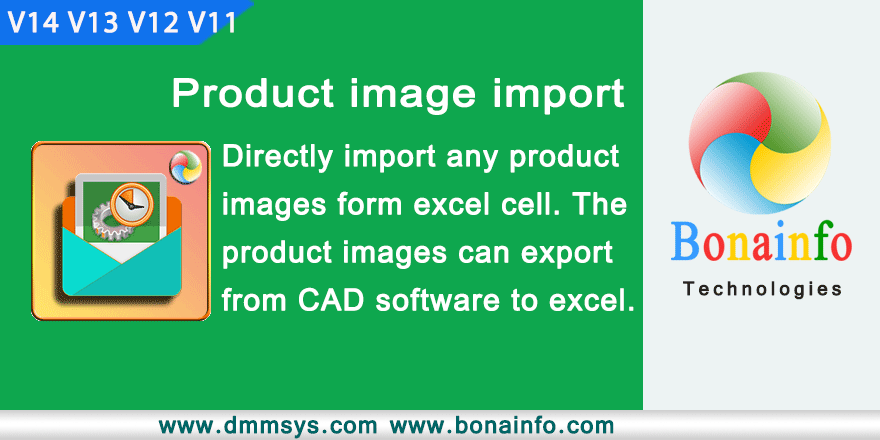 V14 V13 V12 V11
Product image import
Directly import any product
images form excel cell. The
product images can export
from CAD software to excel.
Bonainfo
Technologies
www.dmmsys.com www.bonainfo.com